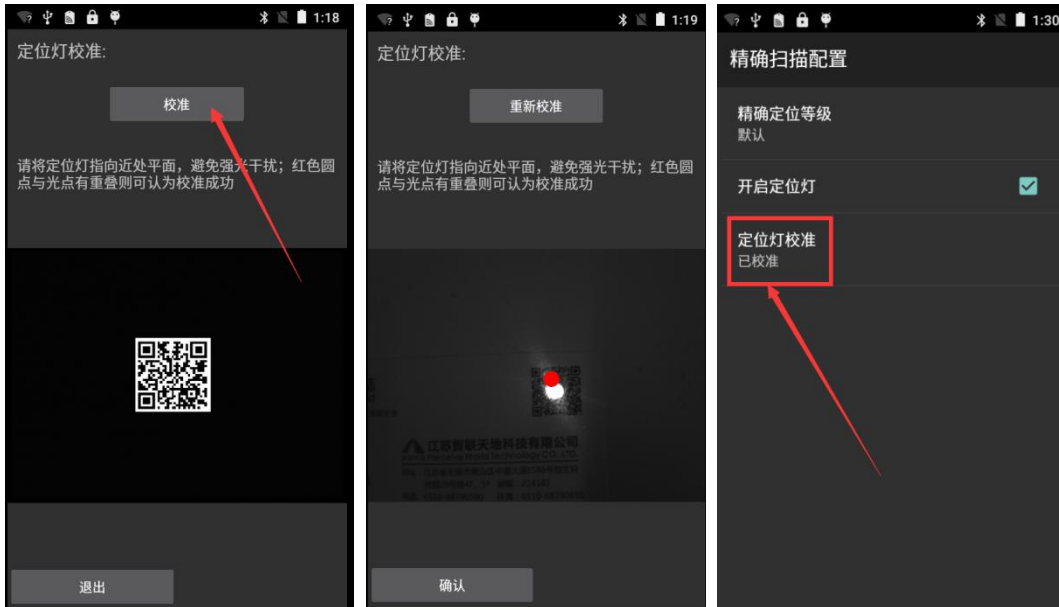 1:18
定位灯校准:
校准
请将定位灯指向近处平面，避免强光干扰；红色圆
点与光点有重叠则可认为校准成功
退出
1:19
定位灯校准:
重新校准
请将定位灯指向近处平面，避免强光干扰；红色圆
点与光点有重叠则可认为校准成功
江苏智联天地科技有限公司
确认
1:30
精确扫描配置
精确定位等级
默认
开启定位灯
定位灯校准
已校准